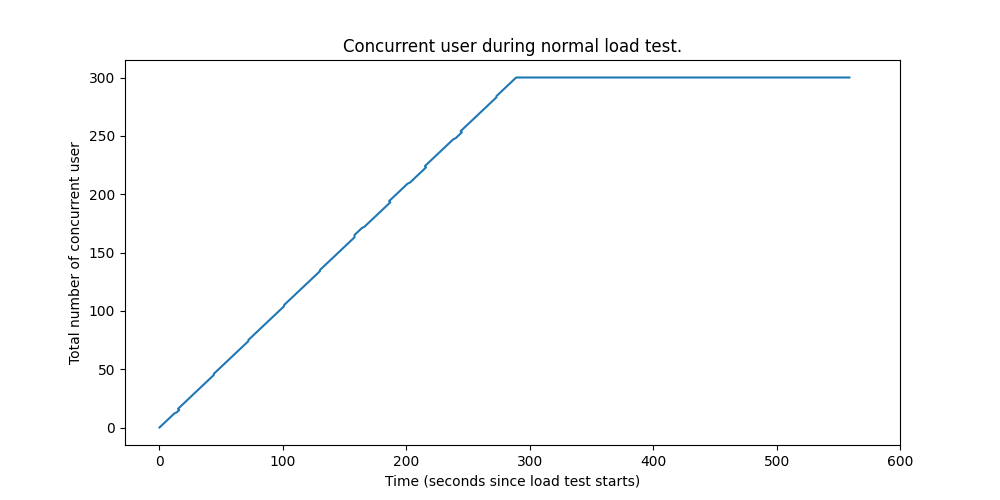 Concurrent user during normal load test.
Total number of concurrent user
300
250
200
150
100
50
0
0 100 200 300 400 500 600
Time (seconds since load test starts)